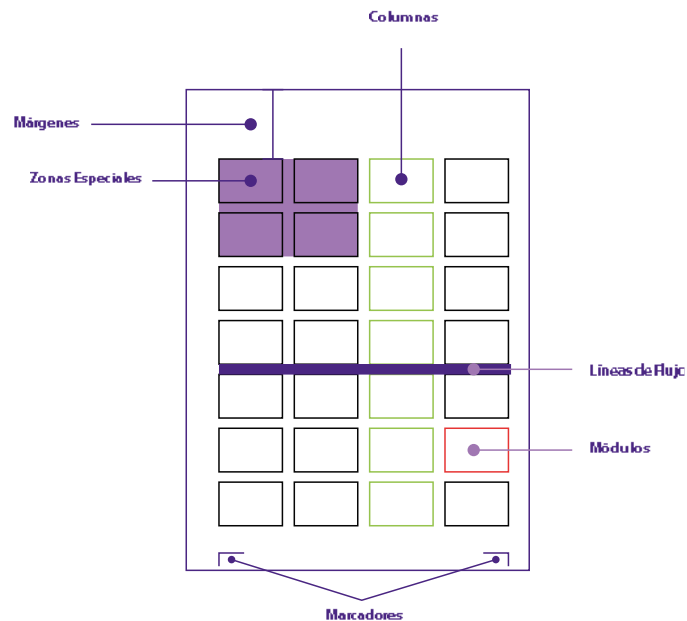 Columnas
Márgenes
Zonas Especiales
Líneas de Flujo
Módulos
Marcadores